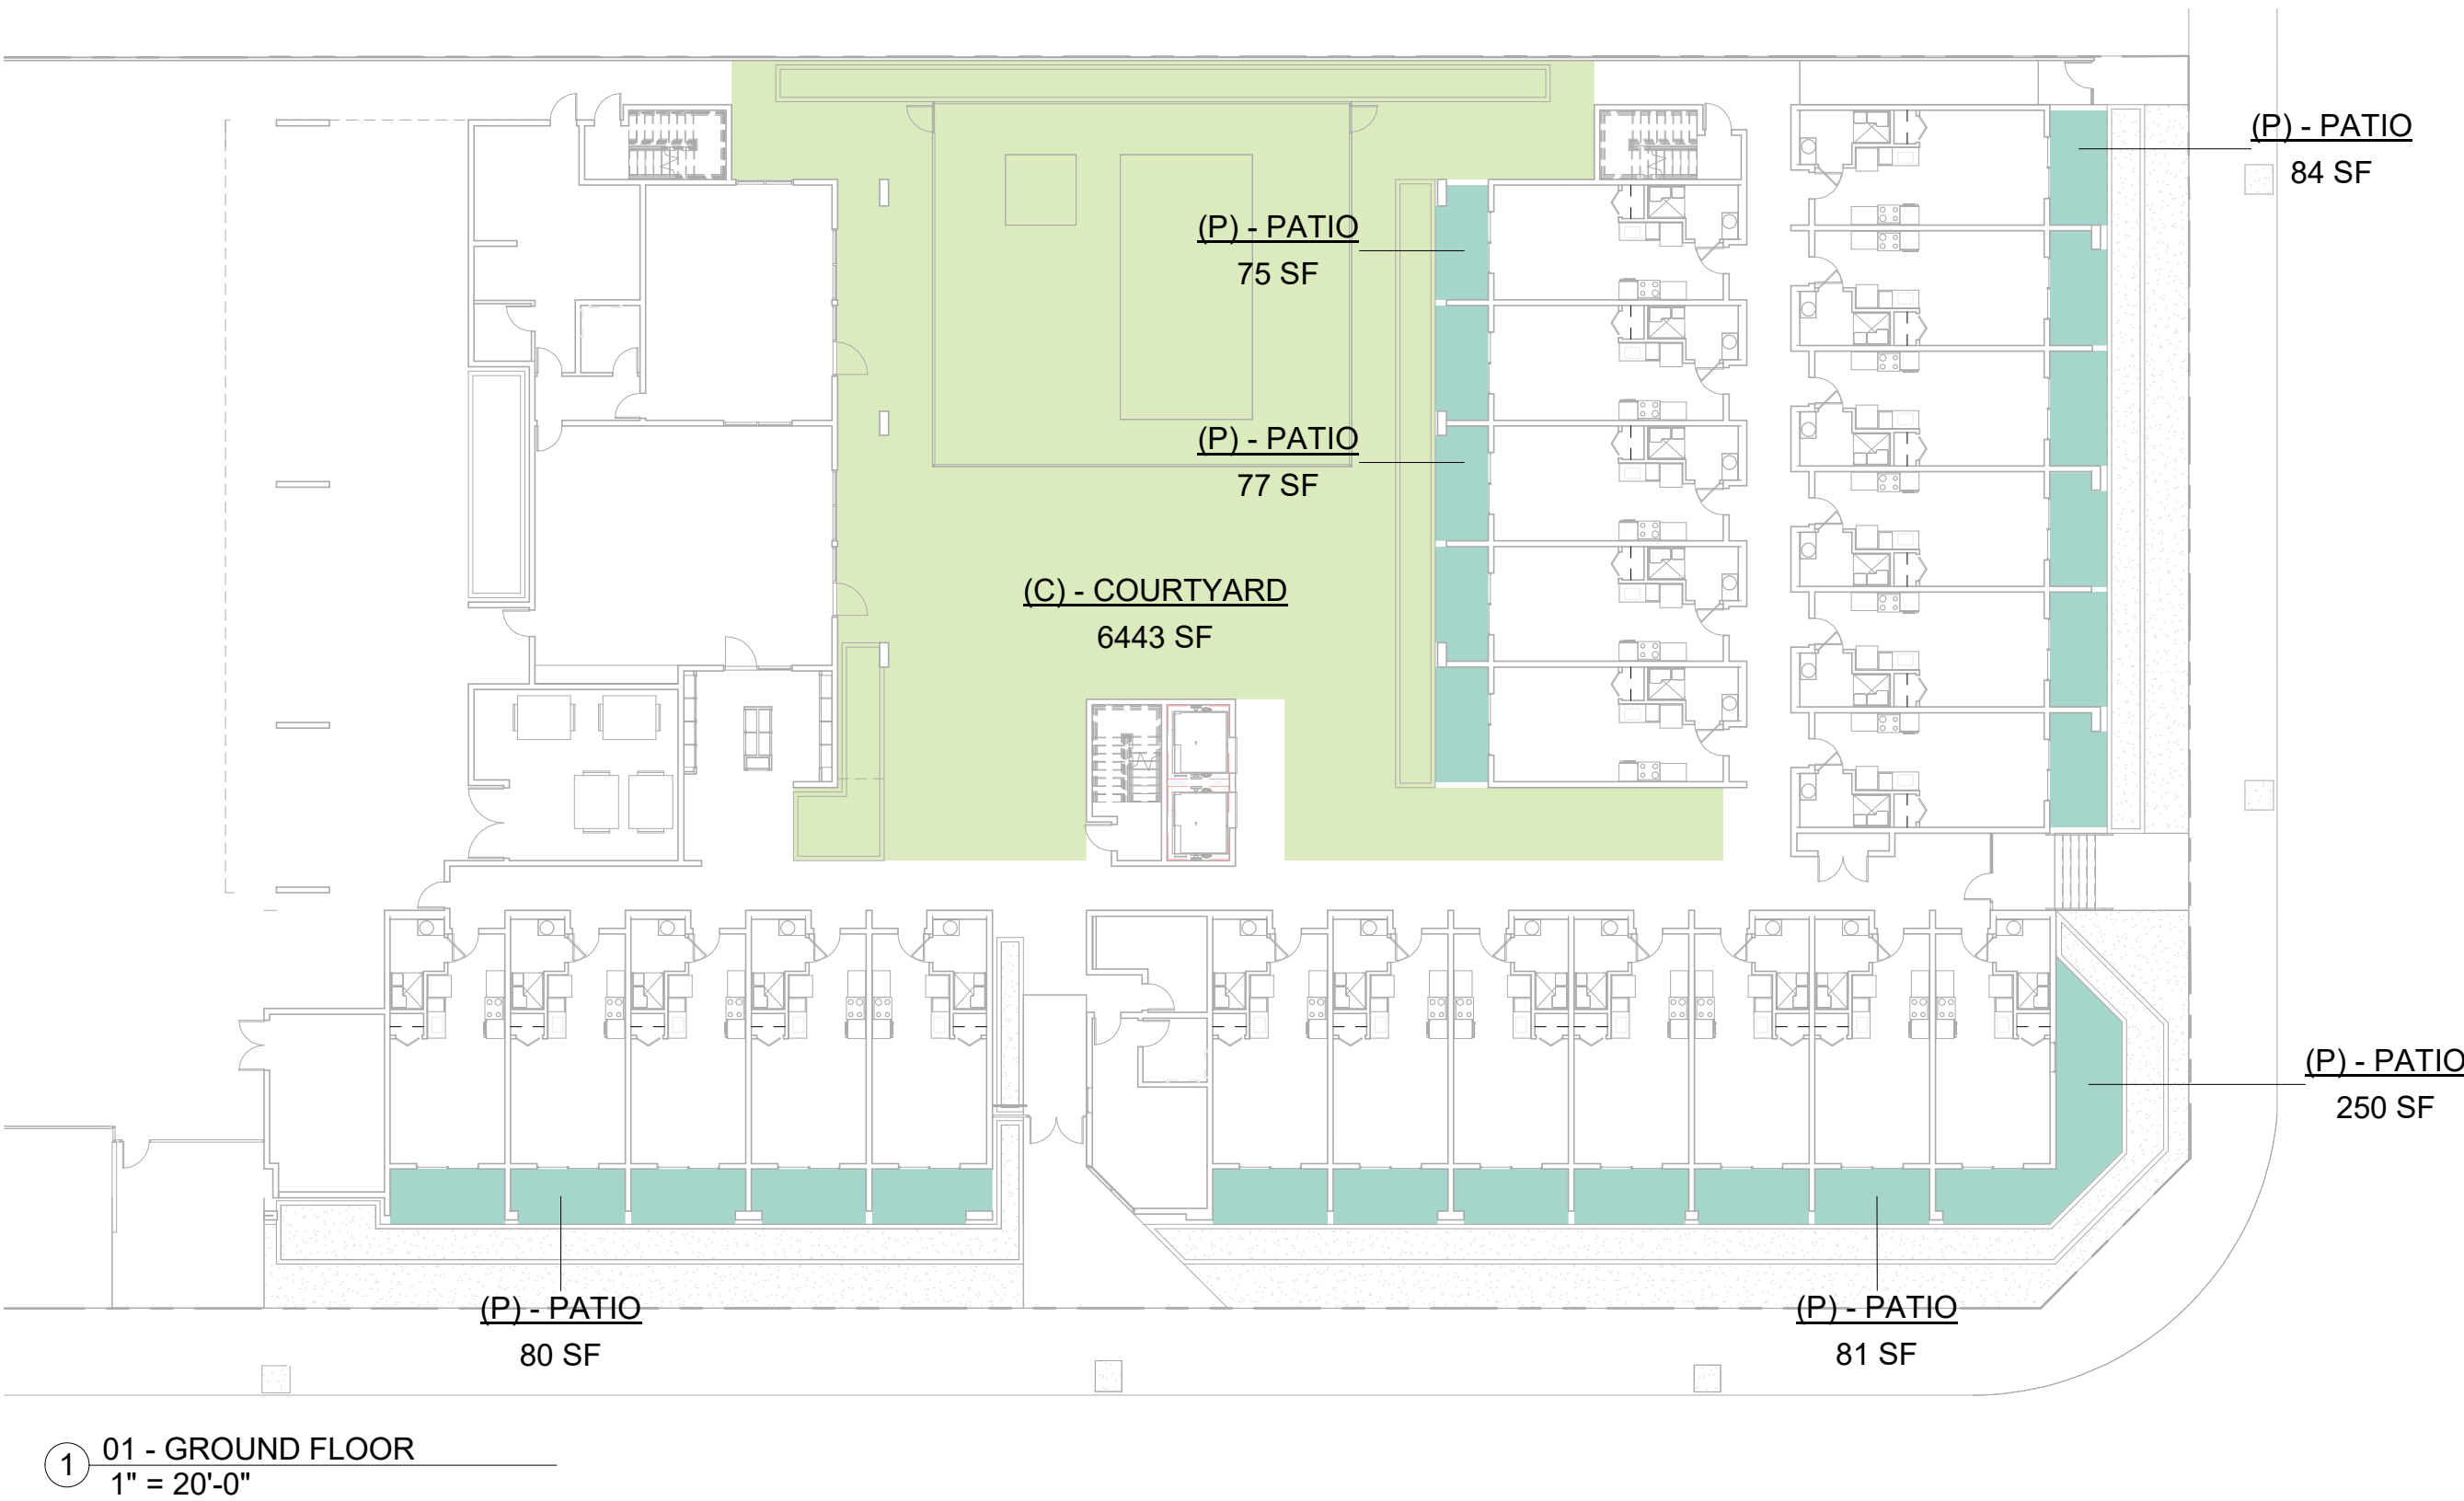 (P) - PATIO
84 SF
(P) - PATIO
75 SF
(P) - PATIO
77 SF
(C) - COURTYARD
6443 SF
(P) - PATIO
250 SF
(P) - PATIO
80 SF
(P) - PATIO
81 SF
1
01 - GROUND FLOOR
1" = 20'-0"